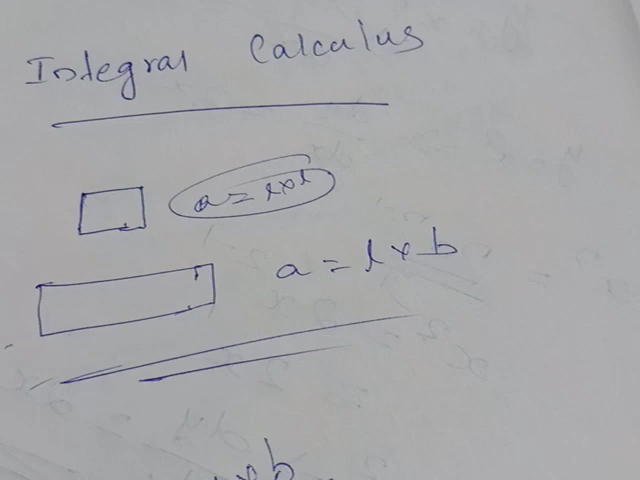 Integral Calculus
a = l×l
a = l×b
×b